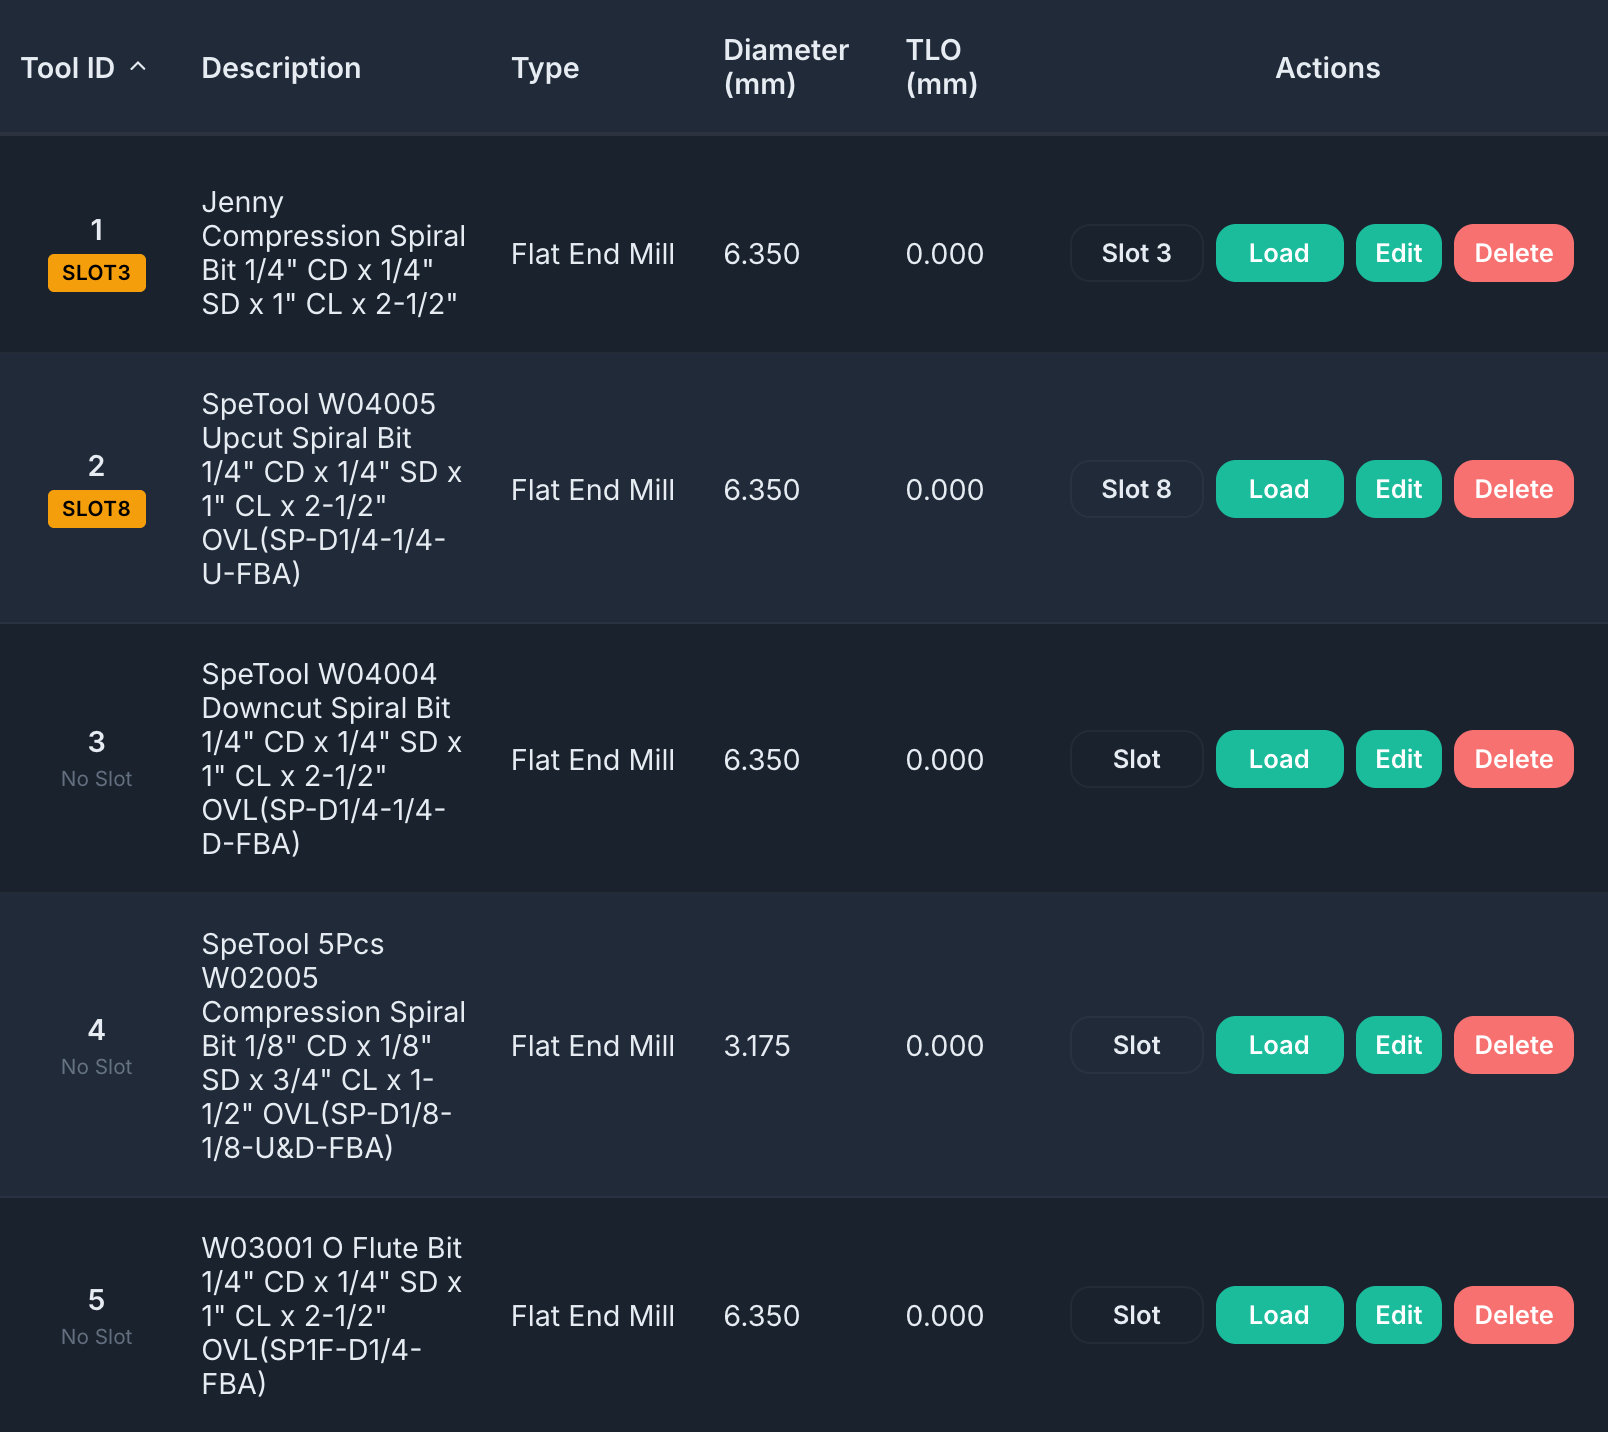 Tool ID
Description
Type
Diameter
(mm)
TLO
(mm)
Actions
1
SLOT3
Jenny
Compression Spiral
Bit 1/4" CD x 1/4"
SD x 1" CL x 2-1/2"
Flat End Mill
6.350
0.000
Slot 3
Load
Edit
Delete
2
SLOT8
SpeTool W04005
Upcut Spiral Bit
1/4" CD x 1/4" SD x
1" CL x 2-1/2"
OVL(SP-D1/4-1/4-
U-FBA)
Flat End Mill
6.350
0.000
Slot 8
Load
Edit
Delete
3
No Slot
SpeTool W04004
Downcut Spiral Bit
1/4" CD x 1/4" SD x
1" CL x 2-1/2"
OVL(SP-D1/4-1/4-
D-FBA)
Flat End Mill
6.350
0.000
Slot
Load
Edit
Delete
4
No Slot
SpeTool 5Pcs
W02005
Compression Spiral
Bit 1/8" CD x 1/8"
SD x 3/4" CL x 1-
1/2" OVL(SP-D1/8-
1/8-U&D-FBA)
Flat End Mill
3.175
0.000
Slot
Load
Edit
Delete
5
No Slot
W03001 O Flute Bit
1/4" CD x 1/4" SD x
1" CL x 2-1/2"
OVL(SP1F-D1/4-
FBA)
Flat End Mill
6.350
0.000
Slot
Load
Edit
Delete